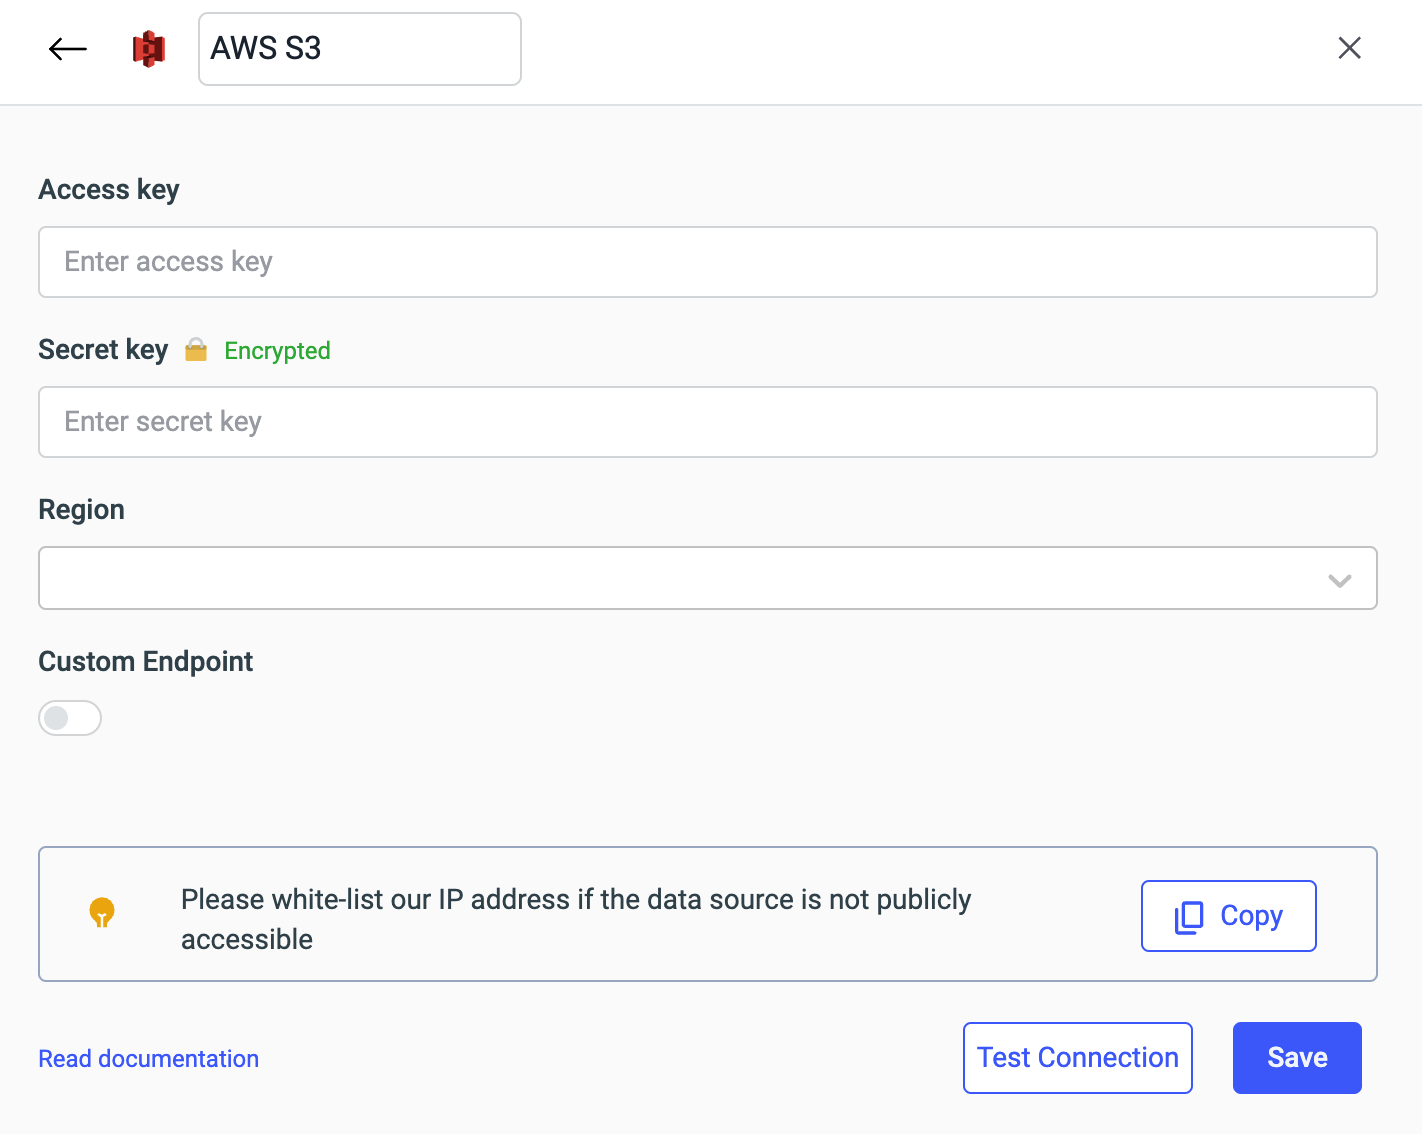 AWS S3
Access key
Enter access key
Secret key Encrypted
Enter secret key
Region
Custom Endpoint
Please white-list our IP address if the data source is not publicly
accessible
Copy
Read documentation
Test Connection
Save